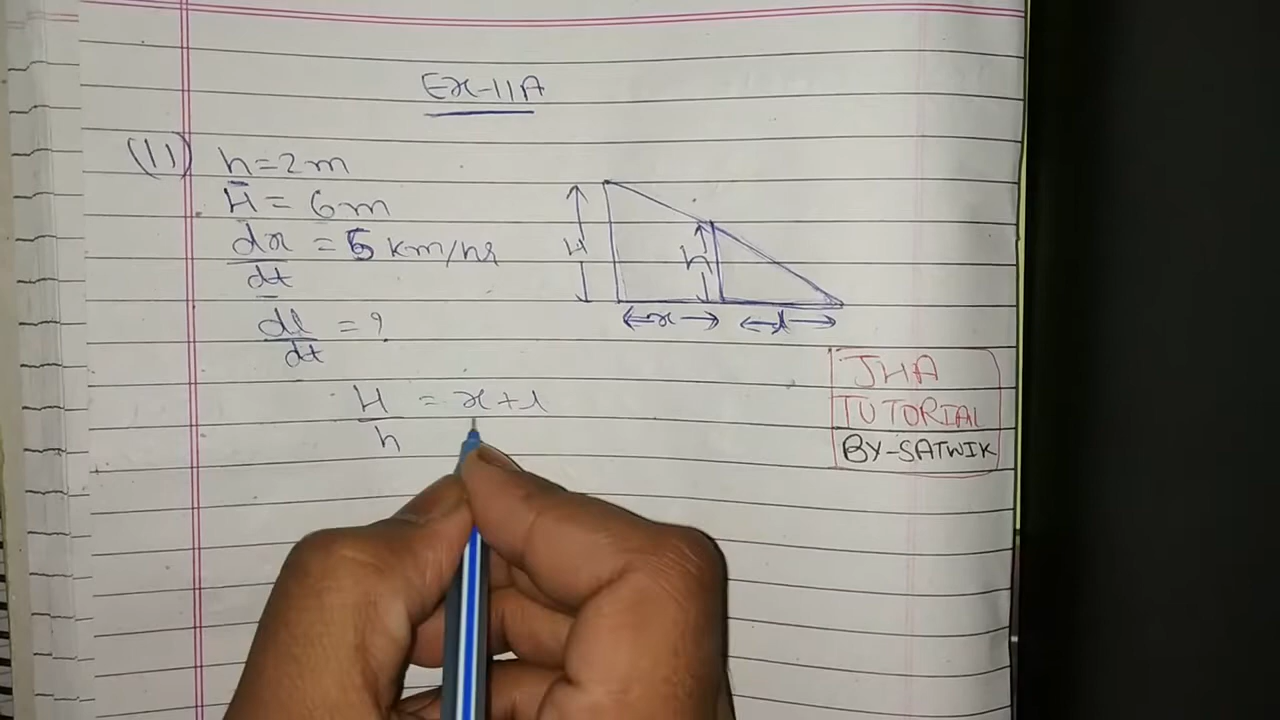 Ex-11A
(11) h=2m
H = 6m
dx/dt = 5 km/hr
dl/dt = ?
H
h
x
l
H/h = x+l
JHA
TUTORIAL
BY-SATWIK